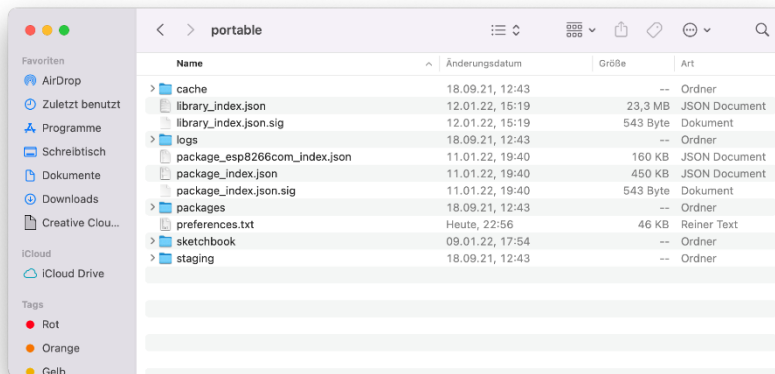 portable
Favoriten
AirDrop
Zuletzt benutzt
Programme
Schreibtisch
Dokumente
Downloads
Creative Clou...
iCloud
iCloud Drive
Tags
Rot
Orange
Gelb
Name Änderungsdatum Größe Art
cache 18.09.21, 12:43 -- Ordner
library_index.json 12.01.22, 15:19 23,3 MB JSON Document
library_index.json.sig 12.01.22, 15:19 543 Byte Dokument
logs 18.09.21, 12:43 -- Ordner
package_esp8266com_index.json 11.01.22, 19:40 160 KB JSON Document
package_index.json 11.01.22, 19:40 450 KB JSON Document
package_index.json.sig 11.01.22, 19:40 543 Byte Dokument
packages 18.09.21, 12:43 -- Ordner
preferences.txt Heute, 22:56 46 KB Reiner Text
sketchbook 09.01.22, 17:54 -- Ordner
staging 18.09.21, 12:43 -- Ordner